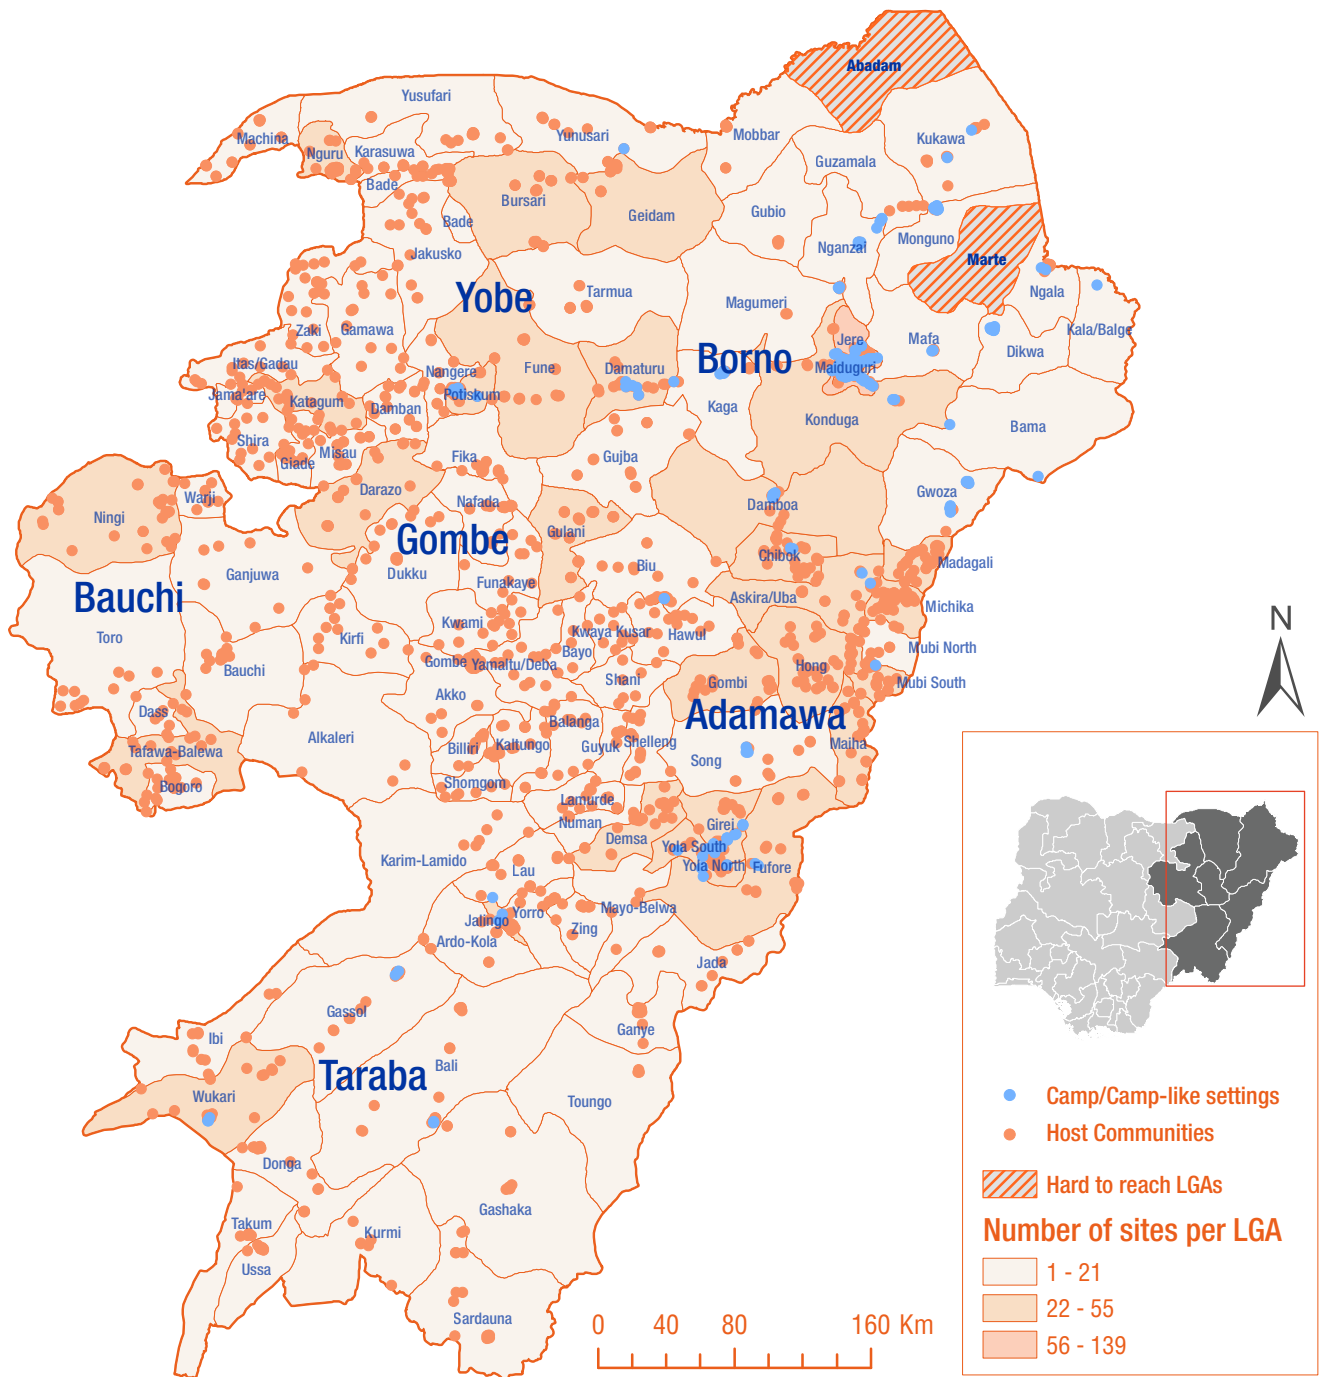 Abadam
Yusufari
Machina
Yunusari
Mobbar
Kukawa
Nguru
Karasuwa
Guzamala
Bade
Bursari
Geidam
Gubio
Bade
Nganzai
Monguno
Jakusko
Marte
Yobe
Tarmua
Magumeri
Ngala
Zaki
Gamawa
Jere
Mafa
Kala/Balge
Borno
Dikwa
Itas/Gadau
Nangere
Fune
Damaturu
Maiduguri
Jama'are
Katagum
Potiskum
Damban
Kaga
Konduga
Bama
Shira
Misau
Giade
Fika
Gujba
Darazo
Gwoza
Warji
Nafada
Damboa
Ningi
Gombe
Gulani
Chibok
Madagali
Ganjuwa
Dukku
Funakaye
Biu
Bauchi
Askira/Uba
Michika
Toro
Kirfi
Kwami
Kwaya Kusar
Hawul
Mubi North
Bauchi
Gombe
Yamaltu/Deba
Bayo
Hong
Shani
Gombi
Mubi South
Akko
Dass
Adamawa
Alkaleri
Balanga
Tafawa-Balewa
Billiri
Kaltungo
Guyuk
Shelleng
Maiha
Song
Bogoro
Shomgom
Lamurde
Numan
Girei
Demsa
Yola South
Karim-Lamido
Lau
Yola North
Fufore
Jalingo
Yorro
Mayo-Belwa
Zing
Ardo-Kola
Jada
Gassol
Ibi
Ganye
Taraba
Bali
Wukari
Toungo
Donga
Takum
Kurmi
Gashaka
Ussa
Sardauna
0 40 80 160 Km
N
Camp/Camp-like settings
Host Communities
Hard to reach LGAs
Number of sites per LGA
1 - 21
22 - 55
56 - 139